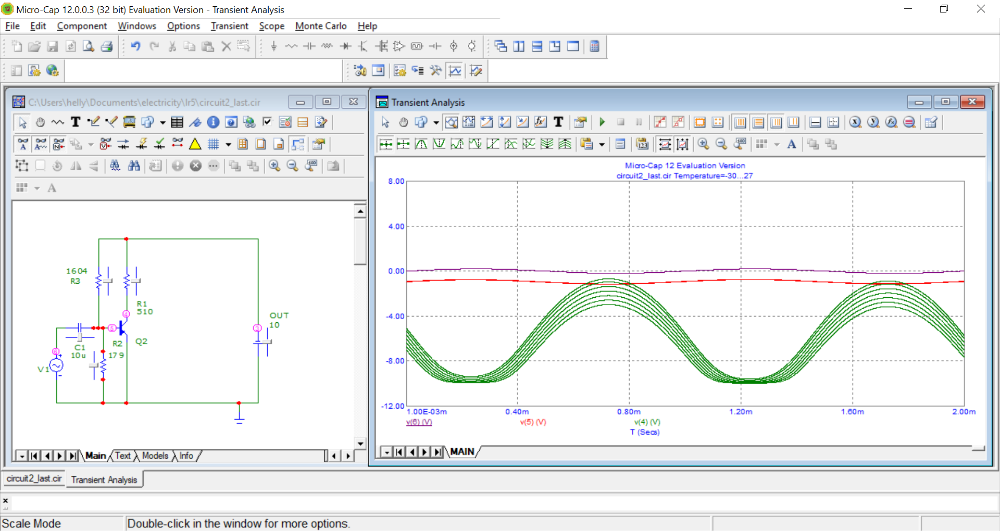 Micro-Cap 12.0.0.3 (32 bit) Evaluation Version - Transient Analysis
File Edit Component Windows Options Transient Scope Monte Carlo Help
C:\Users\helly\Documents\electricity\lr5\circuit2_last.cir
Transient Analysis
Micro-Cap 12 Evaluation Version
circuit2_last.cir Temperature=-30...27
8.00
4.00
0.00
-4.00
-8.00
-12.00
1.00E-03m 0.40m 0.80m 1.20m 1.60m 2.00m
v(6) (V) v(5) (V) v(4) (V)
T (Secs)
1604
R3
R1
510
4
OUT
10
3
5
R2
Q2
C1
10u
179
6
V1
Main Text Models Info
MAIN
circuit2_last.cir Transient Analysis
Scale Mode Double-click in the window for more options.